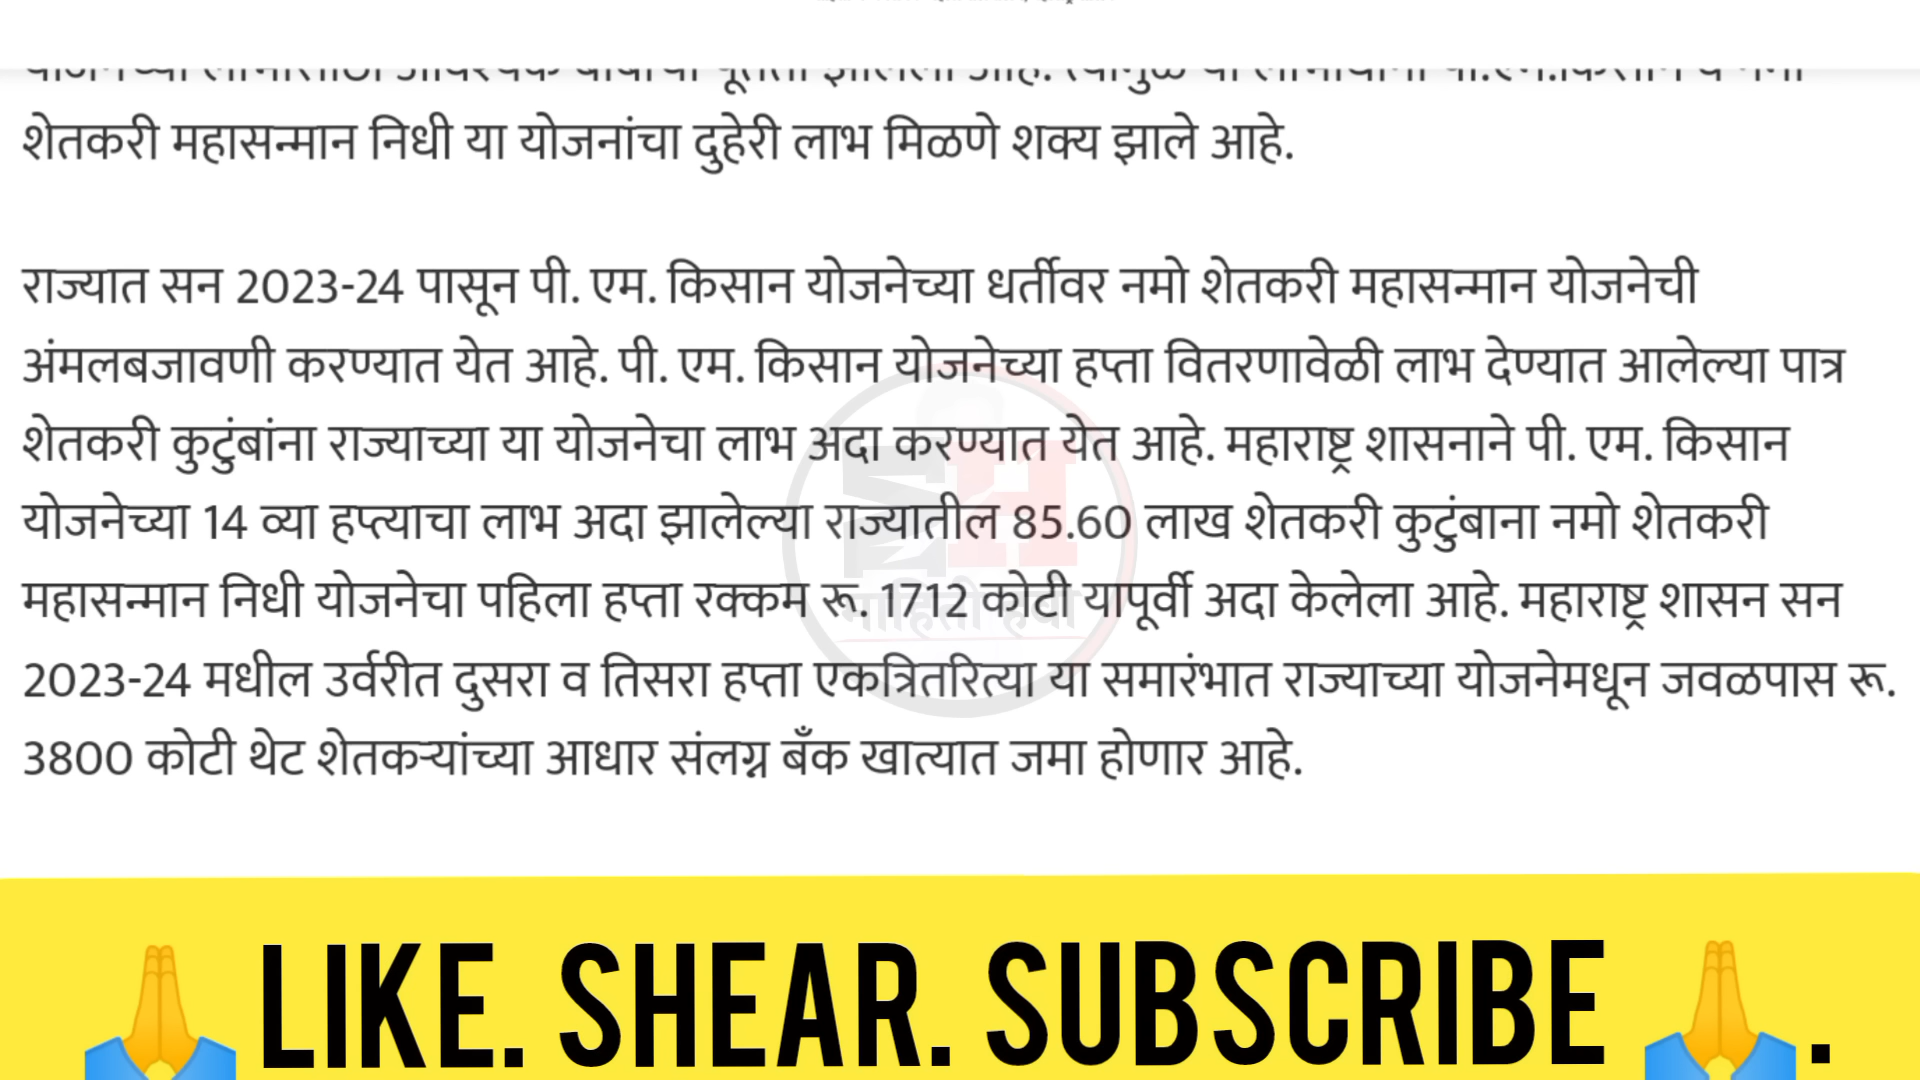 शेतकरी महासन्मान निधी या योजनांचा दुहेरी लाभ मिळणे शक्य झाले आहे.
राज्यात सन 2023-24 पासून पी. एम. किसान योजनेच्या धर्तीवर नमो शेतकरी महासन्मान योजनेची
अंमलबजावणी करण्यात येत आहे. पी. एम. किसान योजनेच्या हप्ता वितरणावेळी लाभ देण्यात आलेल्या पात्र
शेतकरी कुटुंबांना राज्याच्या या योजनेचा लाभ अदा करण्यात येत आहे. महाराष्ट्र शासनाने पी. एम. किसान
योजनेच्या 14 व्या हप्त्याचा लाभ अदा झालेल्या राज्यातील 85.60 लाख शेतकरी कुटुंबाना नमो शेतकरी
महासन्मान निधी योजनेचा पहिला हप्ता रक्कम रू. 1712 कोटी यापूर्वी अदा केलेला आहे. महाराष्ट्र शासन सन
2023-24 मधील उर्वरीत दुसरा व तिसरा हप्ता एकत्रितरित्या या समारंभात राज्याच्या योजनेमधून जवळपास रू.
3800 कोटी थेट शेतकऱ्यांच्या आधार संलग्न बँक खात्यात जमा होणार आहे.
MH
LIKE. SHEAR. SUBSCRIBE .